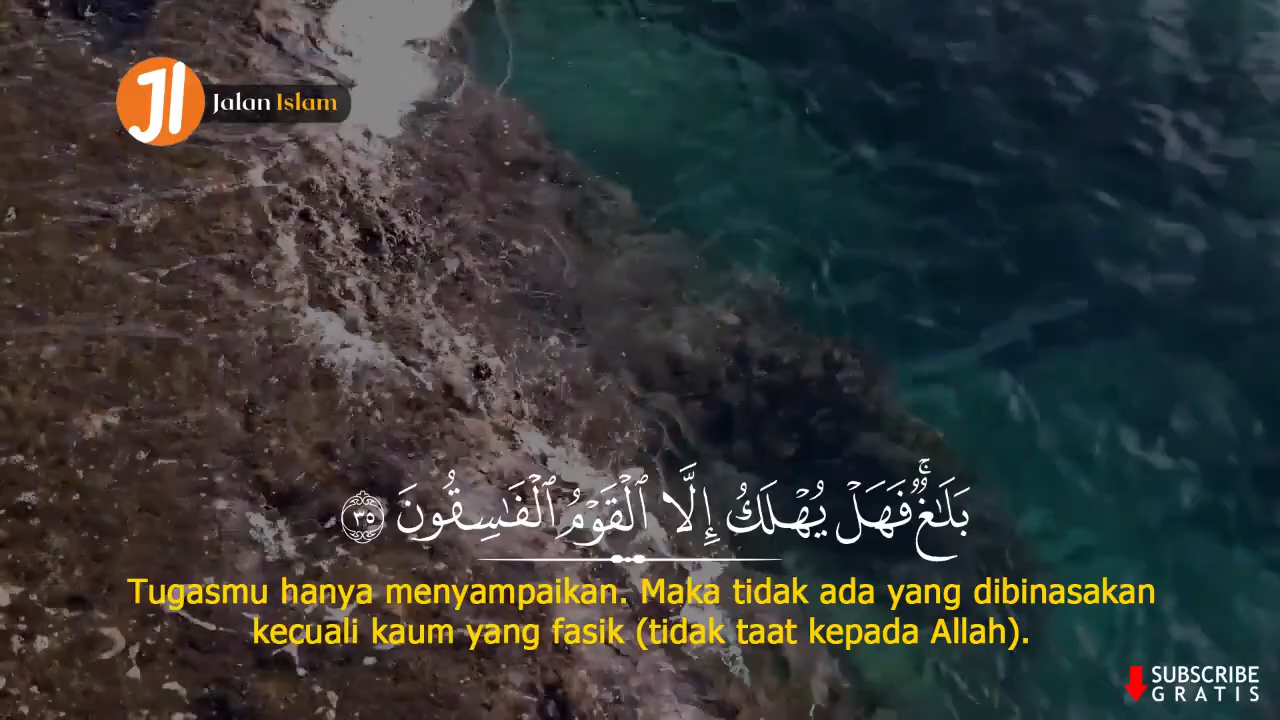 JI
Jalan Islam
بَلَٰغٌۚ فَهَلْ يُهْلَكُ إِلَّا ٱلْقَوْمُ ٱلْفَٰسِقُونَ ٣٥
Tugasmu hanya menyampaikan. Maka tidak ada yang dibinasakan
kecuali kaum yang fasik (tidak taat kepada Allah).
SUBSCRIBE
GRATIS